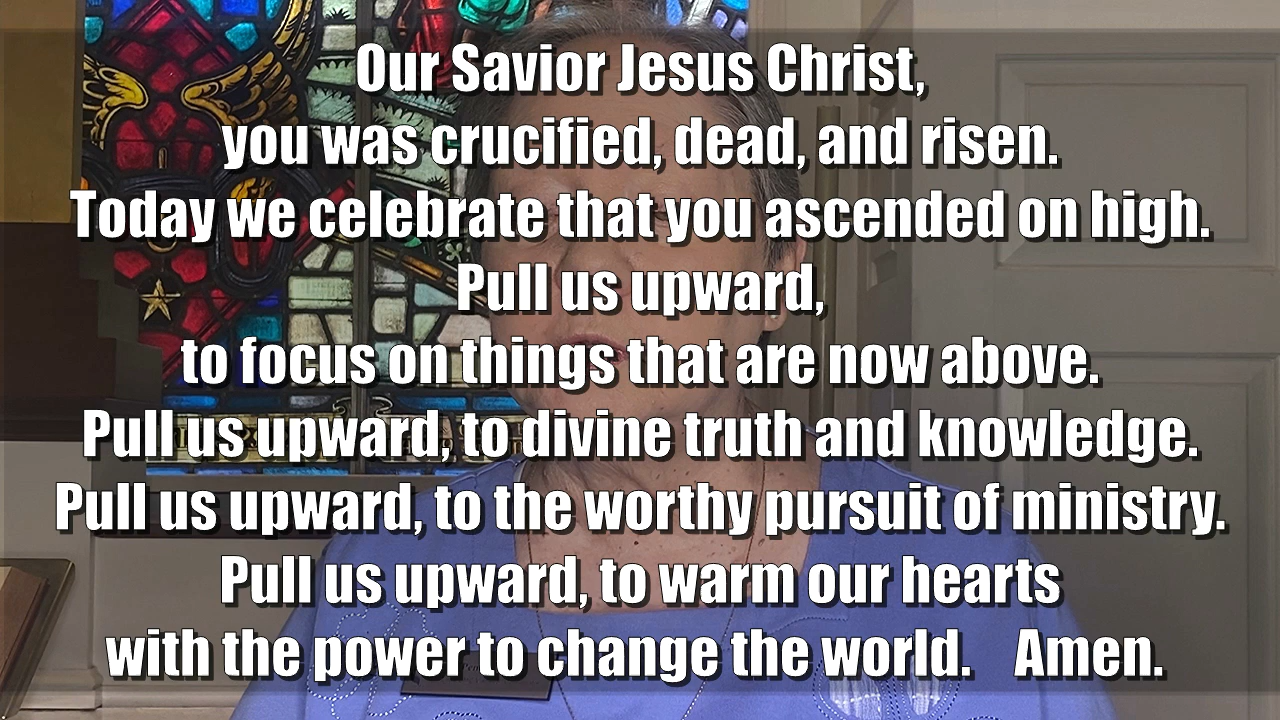 Our Savior Jesus Christ,
you was crucified, dead, and risen.
Today we celebrate that you ascended on high.
Pull us upward,
to focus on things that are now above.
Pull us upward, to divine truth and knowledge.
Pull us upward, to the worthy pursuit of ministry.
Pull us upward, to warm our hearts
with the power to change the world. Amen.